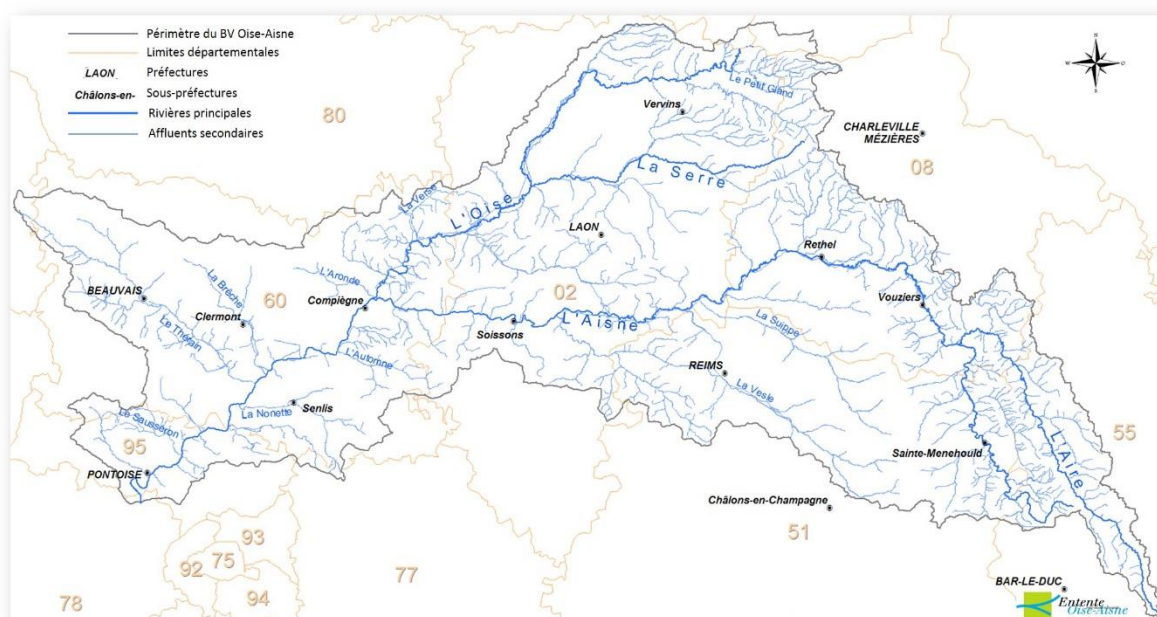 Périmètre du BV Oise-Aisne
Limites départementales
LAON Préfectures
Châlons-en- Sous-préfectures
Rivières principales
Affluents secondaires
N
W O
S
80
Vervins
Le Petit Gland
CHARLEVILLE
MÉZIÈRES
08
La Serre
La Verse
L'Oise
LAON
Rethel
BEAUVAIS
La Brêche
60
L'Aronde
Compiègne
02
Vouziers
Clermont
Le Thérain
Soissons
L'Aisne
La Suippe
L'Automne
REIMS
La Vesle
La Nonette
Senlis
Le Sausseron
95
PONTOISE
Sainte-Menehould
L'Aire
55
Châlons-en-Champagne
51
93
75
92
94
77
78
BAR-LE-DUC
Entente
Oise-Aisne